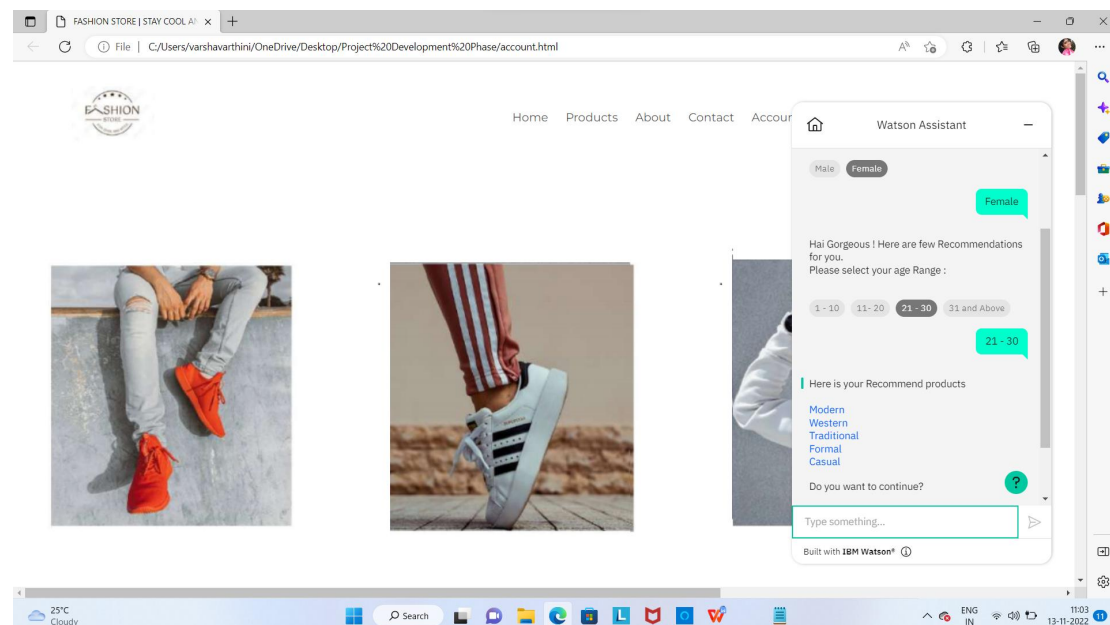 FASHION STORE | STAY COOL AN
File | C:/Users/varshavarthini/OneDrive/Desktop/Project%20Development%20Phase/account.html
FASHION
STORE
Home Products About Contact Accoun
Watson Assistant
Male Female
Female
Hai Gorgeous ! Here are few Recommendations
for you.
Please select your age Range :
1 - 10 11- 20 21 - 30 31 and Above
21 - 30
Here is your Recommend products
Modern
Western
Traditional
Formal
Casual
Do you want to continue?
?
Type something...
Built with IBM Watson®
25°C
Cloudy
Search
ENG
IN
11:03
13-11-2022
11